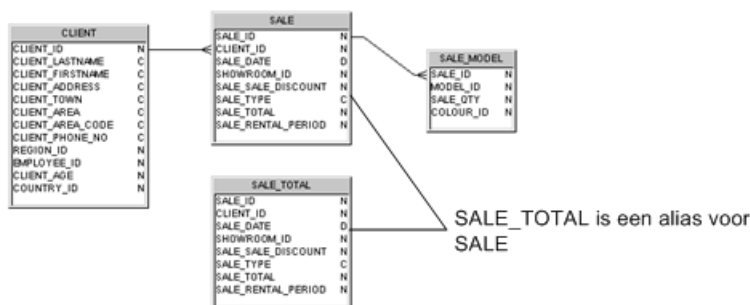 CLIENT
CLIENT_ID N
CLIENT_LASTNAME C
CLIENT_FIRSTNAME C
CLIENT_ADDRESS C
CLIENT_TOWN C
CLIENT_AREA C
CLIENT_AREA_CODE C
CLIENT_PHONE_NO C
REGION_ID N
EMPLOYEE_ID N
CLIENT_AGE N
COUNTRY_ID N
SALE
SALE_ID N
CLIENT_ID N
SALE_DATE D
SHOWROOM_ID N
SALE_SALE_DISCOUNT N
SALE_TYPE C
SALE_TOTAL N
SALE_RENTAL_PERIOD N
SALE_MODEL
SALE_ID N
MODEL_ID N
SALE_QTY N
COLOUR_ID N
SALE_TOTAL
SALE_ID N
CLIENT_ID N
SALE_DATE D
SHOWROOM_ID N
SALE_SALE_DISCOUNT N
SALE_TYPE C
SALE_TOTAL N
SALE_RENTAL_PERIOD N
SALE_TOTAL is een alias voor
SALE